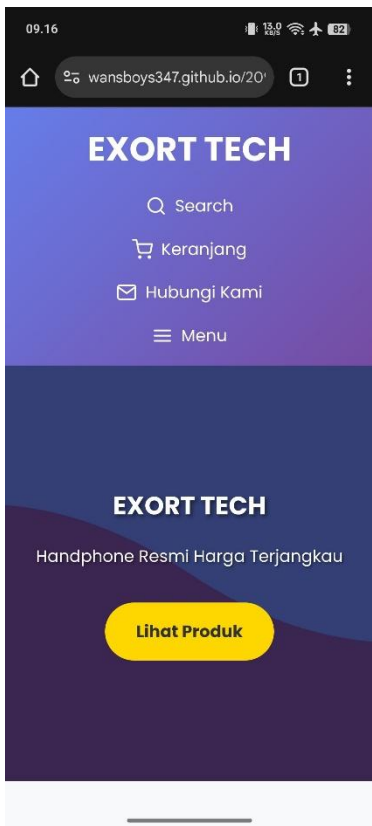 09.16
13.0
KB/S
82
wansboys347.github.io/20
1
EXORT TECH
Search
Keranjang
Hubungi Kami
Menu
EXORT TECH
Handphone Resmi Harga Terjangkau
Lihat Produk